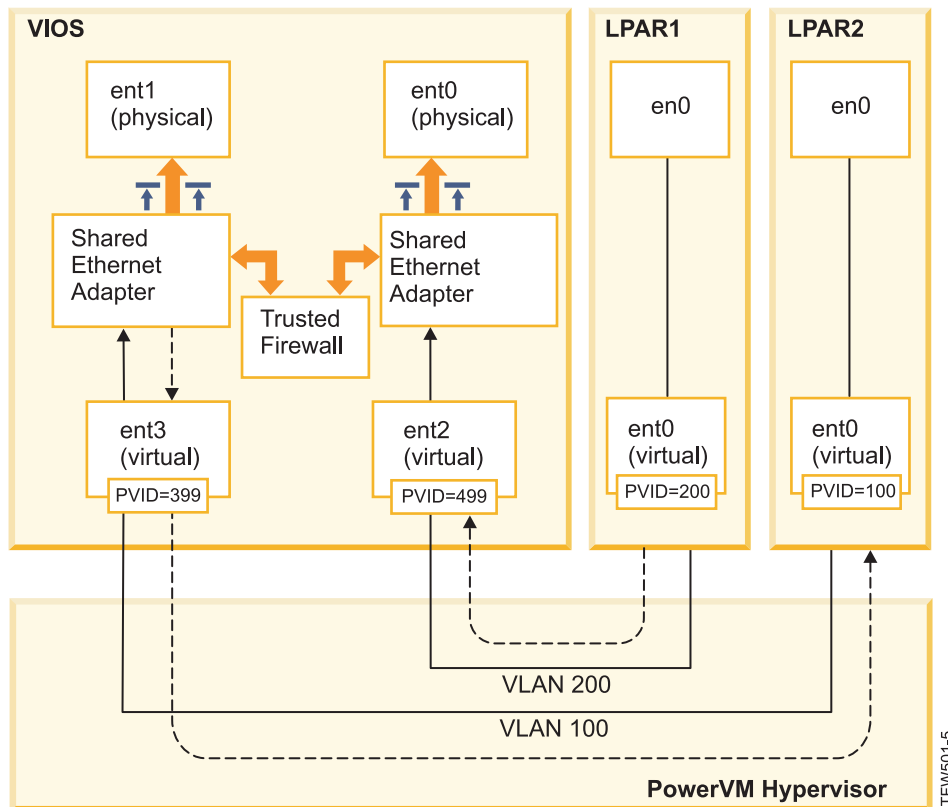 VIOS
LPAR1
LPAR2
ent1
(physical)
ent0
(physical)
en0
en0
Shared
Ethernet
Adapter
Shared
Ethernet
Adapter
Trusted
Firewall
ent3
(virtual)
PVID=399
ent2
(virtual)
PVID=499
ent0
(virtual)
PVID=200
ent0
(virtual)
PVID=100
VLAN 200
VLAN 100
PowerVM Hypervisor